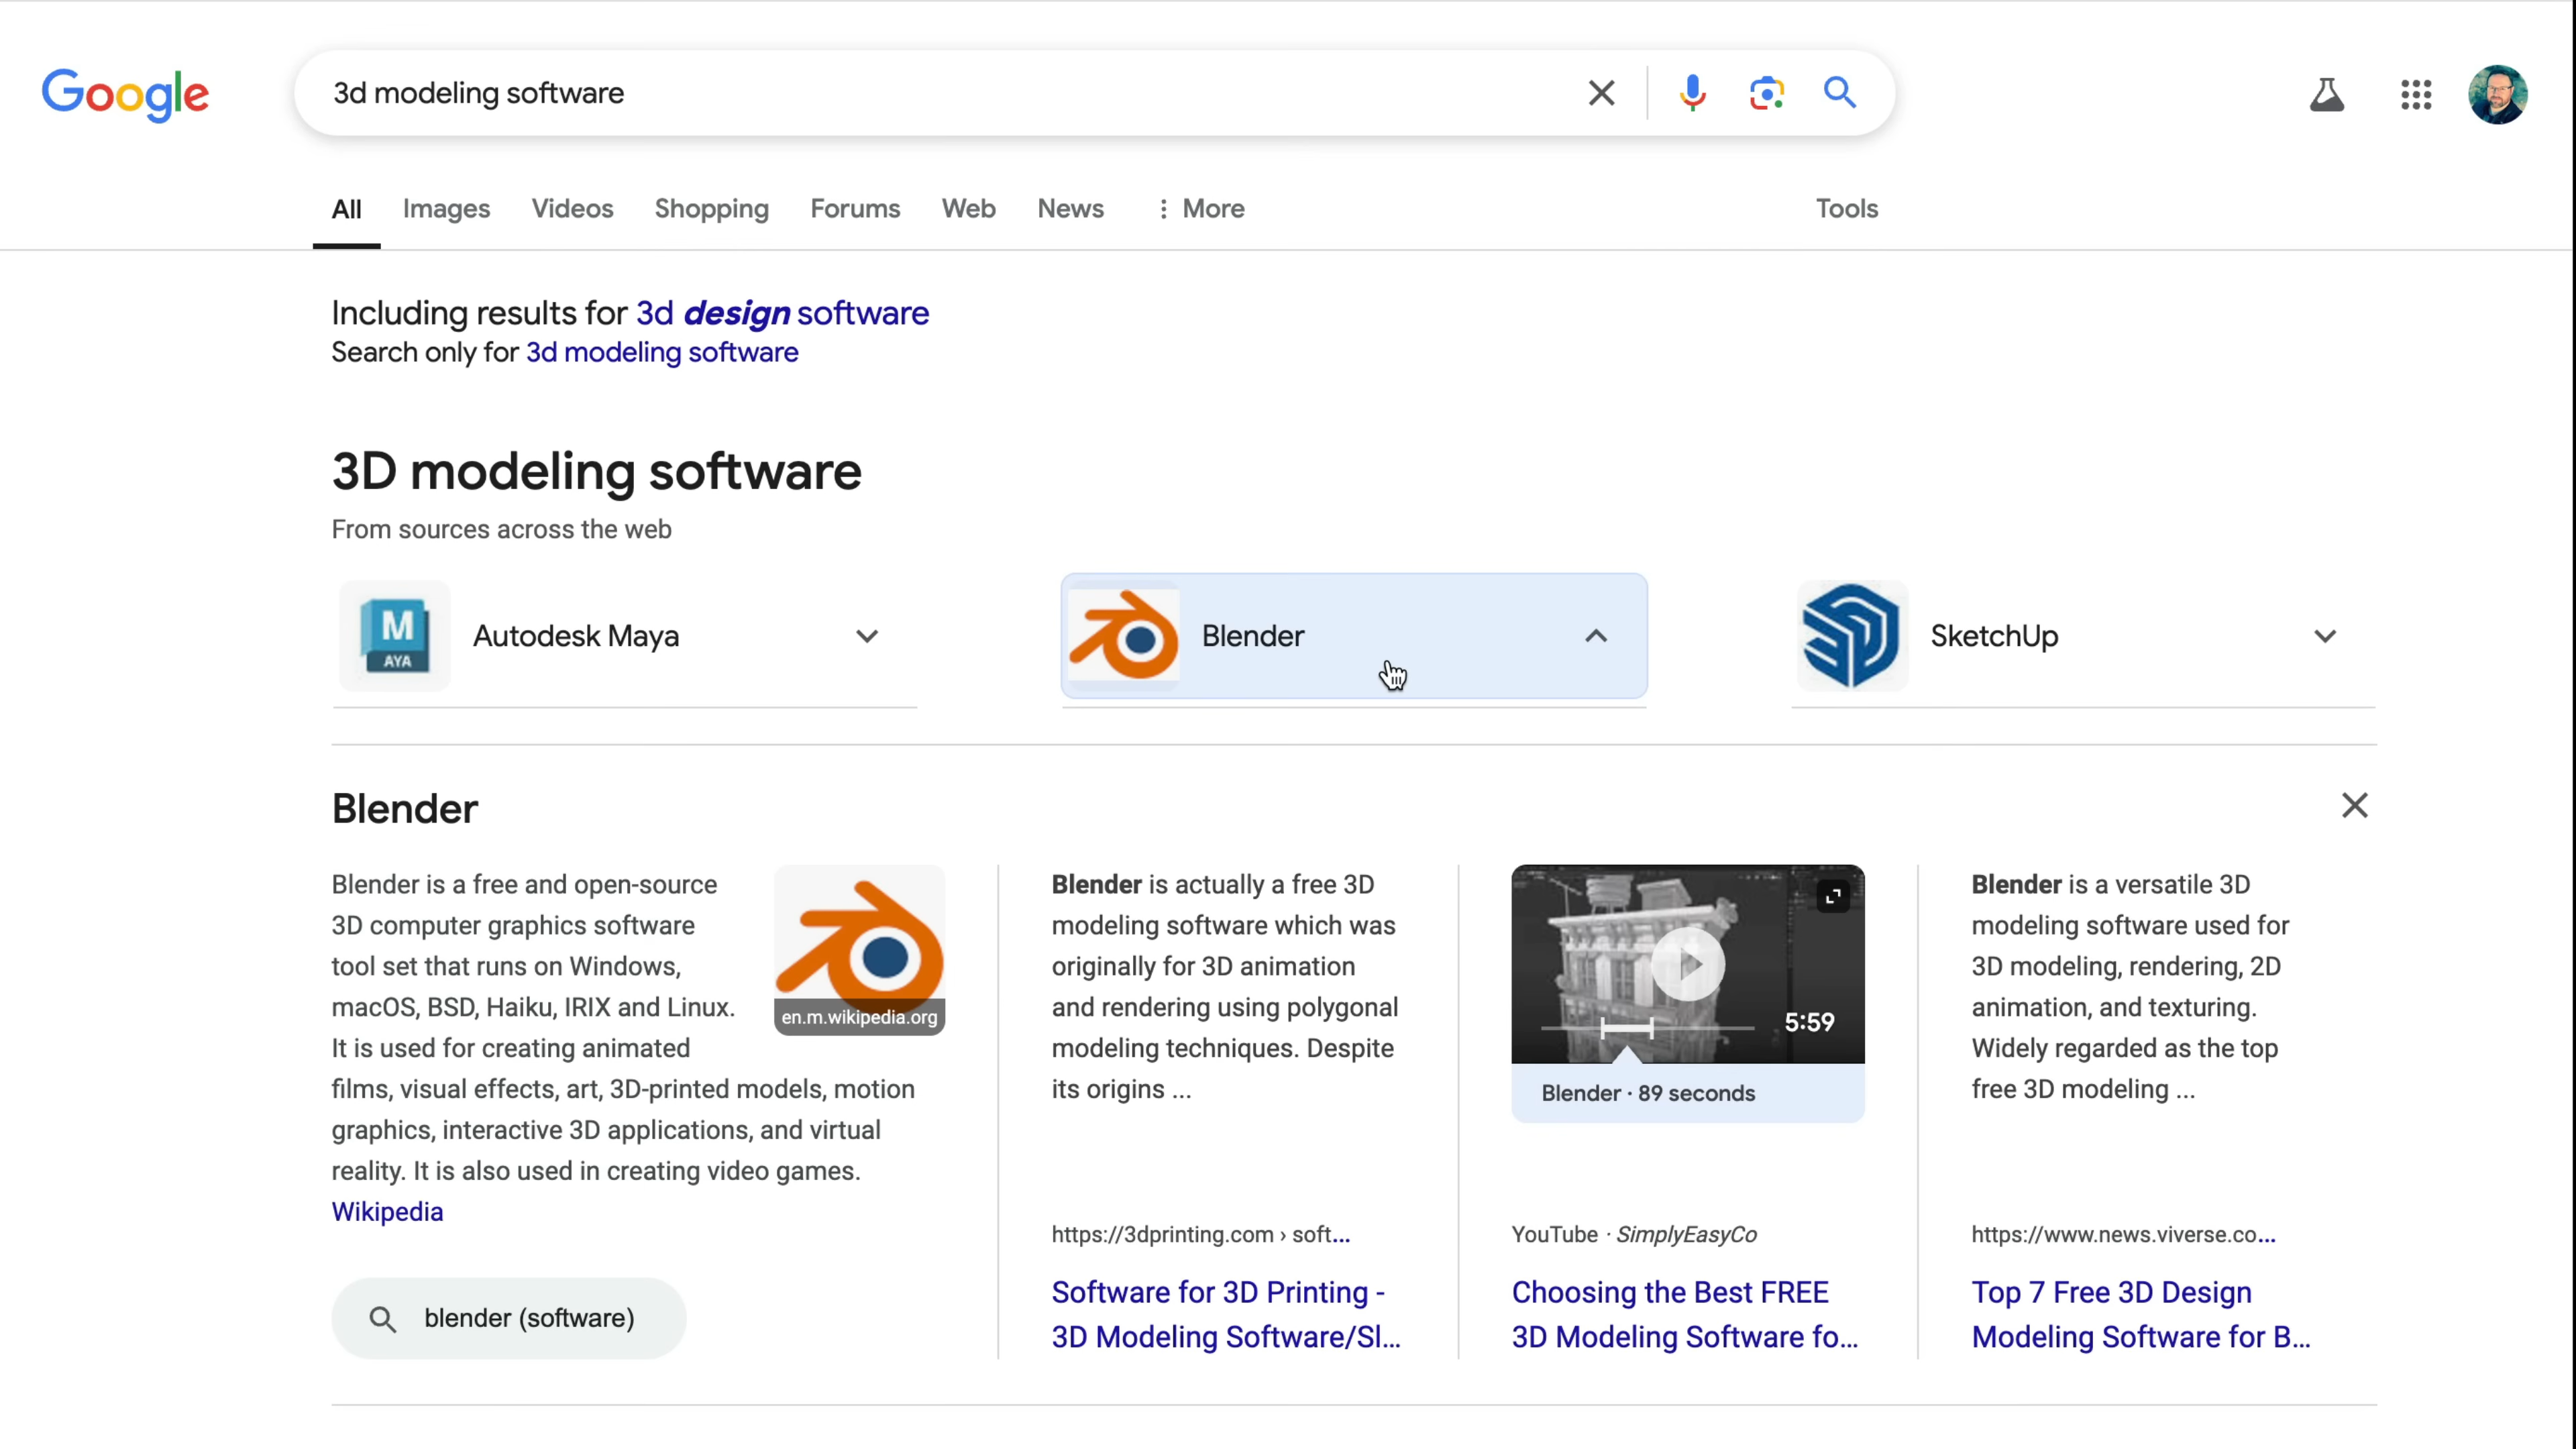 Google
3d modeling software
All Images Videos Shopping Forums Web News More Tools
Including results for 3d design software
Search only for 3d modeling software
3D modeling software
From sources across the web
M
AYA
Autodesk Maya
Blender
SketchUp
Blender
Blender is a free and open-source
3D computer graphics software
tool set that runs on Windows,
macOS, BSD, Haiku, IRIX and Linux.
It is used for creating animated
films, visual effects, art, 3D-printed models, motion
graphics, interactive 3D applications, and virtual
reality. It is also used in creating video games.
Wikipedia
en.m.wikipedia.org
blender (software)
Blender is actually a free 3D
modeling software which was
originally for 3D animation
and rendering using polygonal
modeling techniques. Despite
its origins ...
https://3dprinting.com › soft...
Software for 3D Printing -
3D Modeling Software/Sl...
5:59
Blender · 89 seconds
YouTube · SimplyEasyCo
Choosing the Best FREE
3D Modeling Software fo...
Blender is a versatile 3D
modeling software used for
3D modeling, rendering, 2D
animation, and texturing.
Widely regarded as the top
free 3D modeling ...
https://www.news.viverse.co...
Top 7 Free 3D Design
Modeling Software for B...